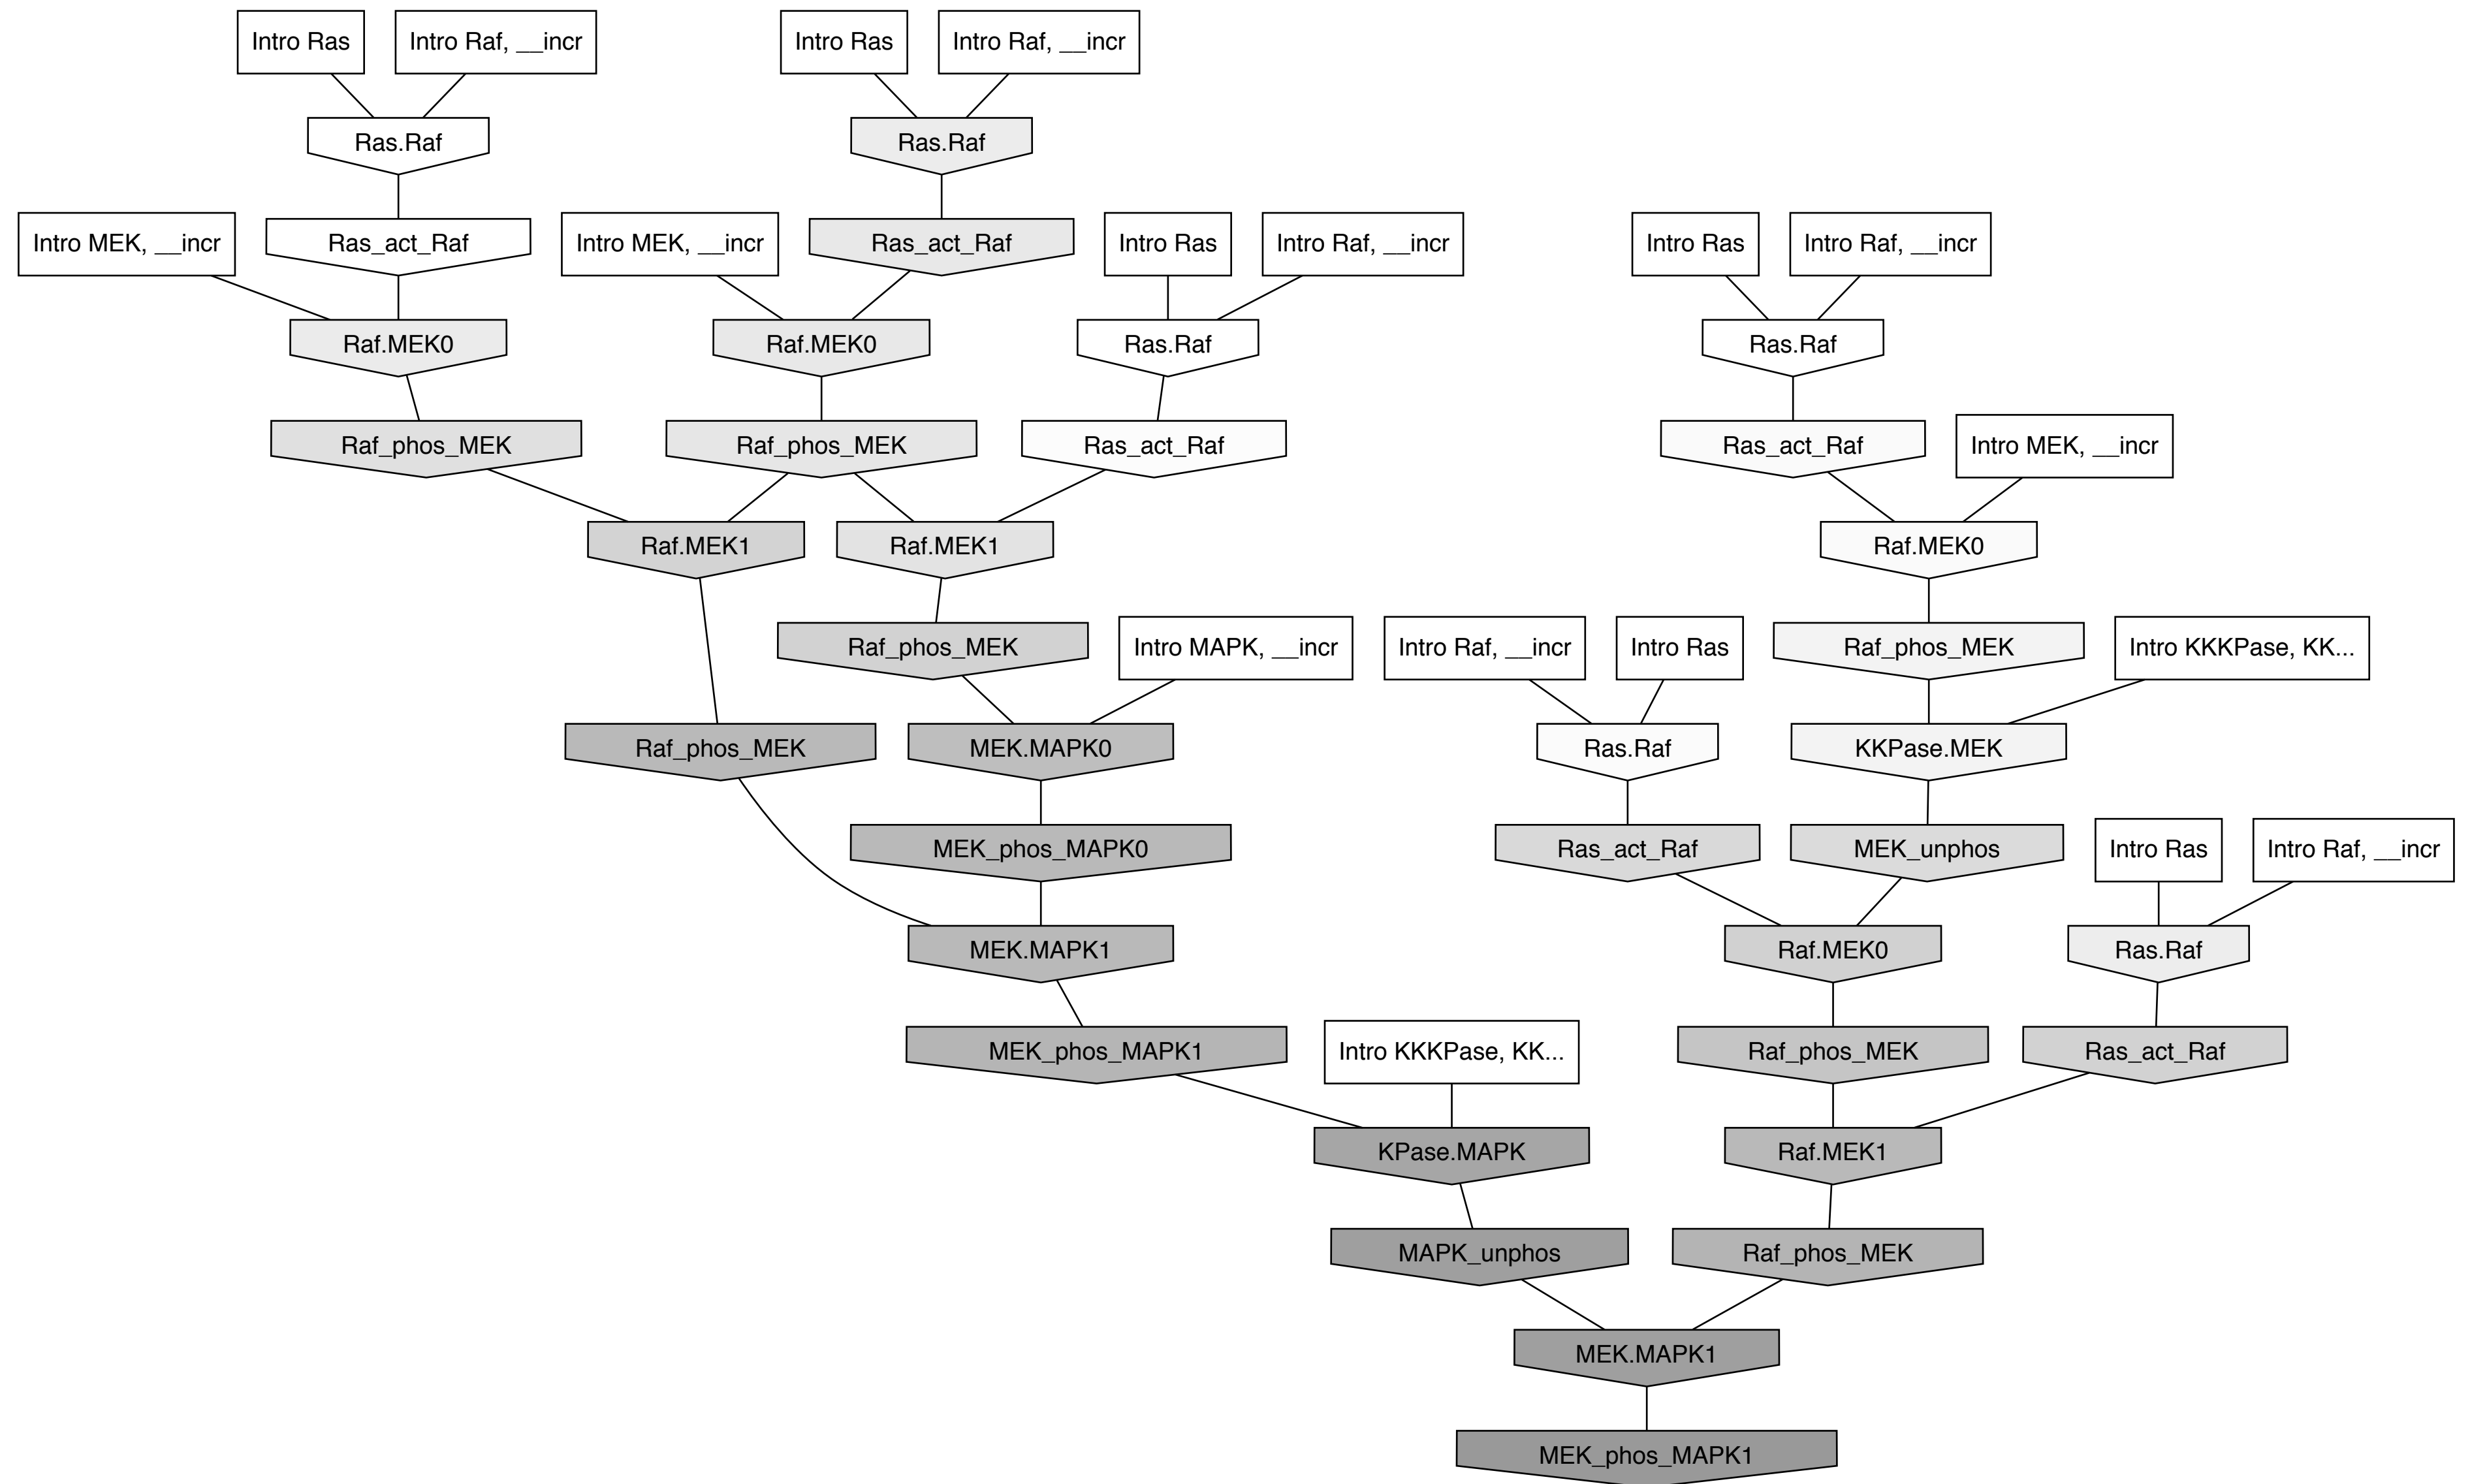 Intro Ras
Intro Raf, __incr
Intro Ras
Intro Raf, __incr
Ras.Raf
Ras.Raf
Intro MEK, __incr
Ras_act_Raf
Intro MEK, __incr
Ras_act_Raf
Intro Ras
Intro Raf, __incr
Intro Ras
Intro Raf, __incr
Raf.MEK0
Raf.MEK0
Ras.Raf
Ras.Raf
Raf_phos_MEK
Raf_phos_MEK
Ras_act_Raf
Ras_act_Raf
Intro MEK, __incr
Raf.MEK1
Raf.MEK1
Raf.MEK0
Raf_phos_MEK
Intro MAPK, __incr
Intro Raf, __incr
Intro Ras
Raf_phos_MEK
Intro KKKPase, KK...
Raf_phos_MEK
MEK.MAPK0
Ras.Raf
KKPase.MEK
MEK_phos_MAPK0
Ras_act_Raf
MEK_unphos
Intro Ras
Intro Raf, __incr
MEK.MAPK1
Raf.MEK0
Ras.Raf
MEK_phos_MAPK1
Intro KKKPase, KK...
Raf_phos_MEK
Ras_act_Raf
KPase.MAPK
Raf.MEK1
MAPK_unphos
Raf_phos_MEK
MEK.MAPK1
MEK_phos_MAPK1